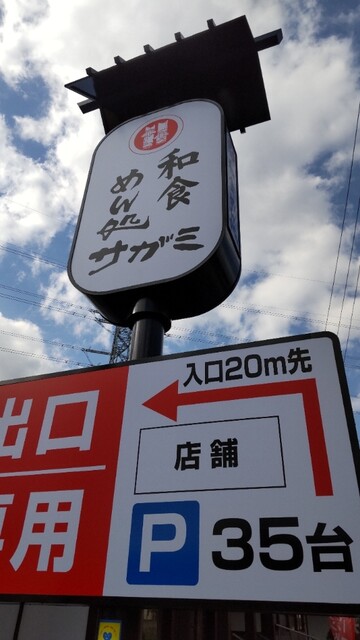 和食
めん処
サガミ
入口20m先
店舗
P 35台
出口
専用